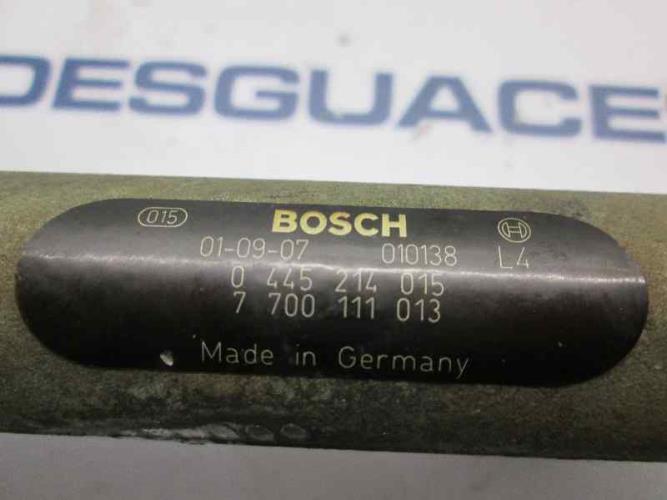 DESGUACE
015 BOSCH
01-09-07 010138 L4
0 445 214 015
7 700 111 013
Made in Germany